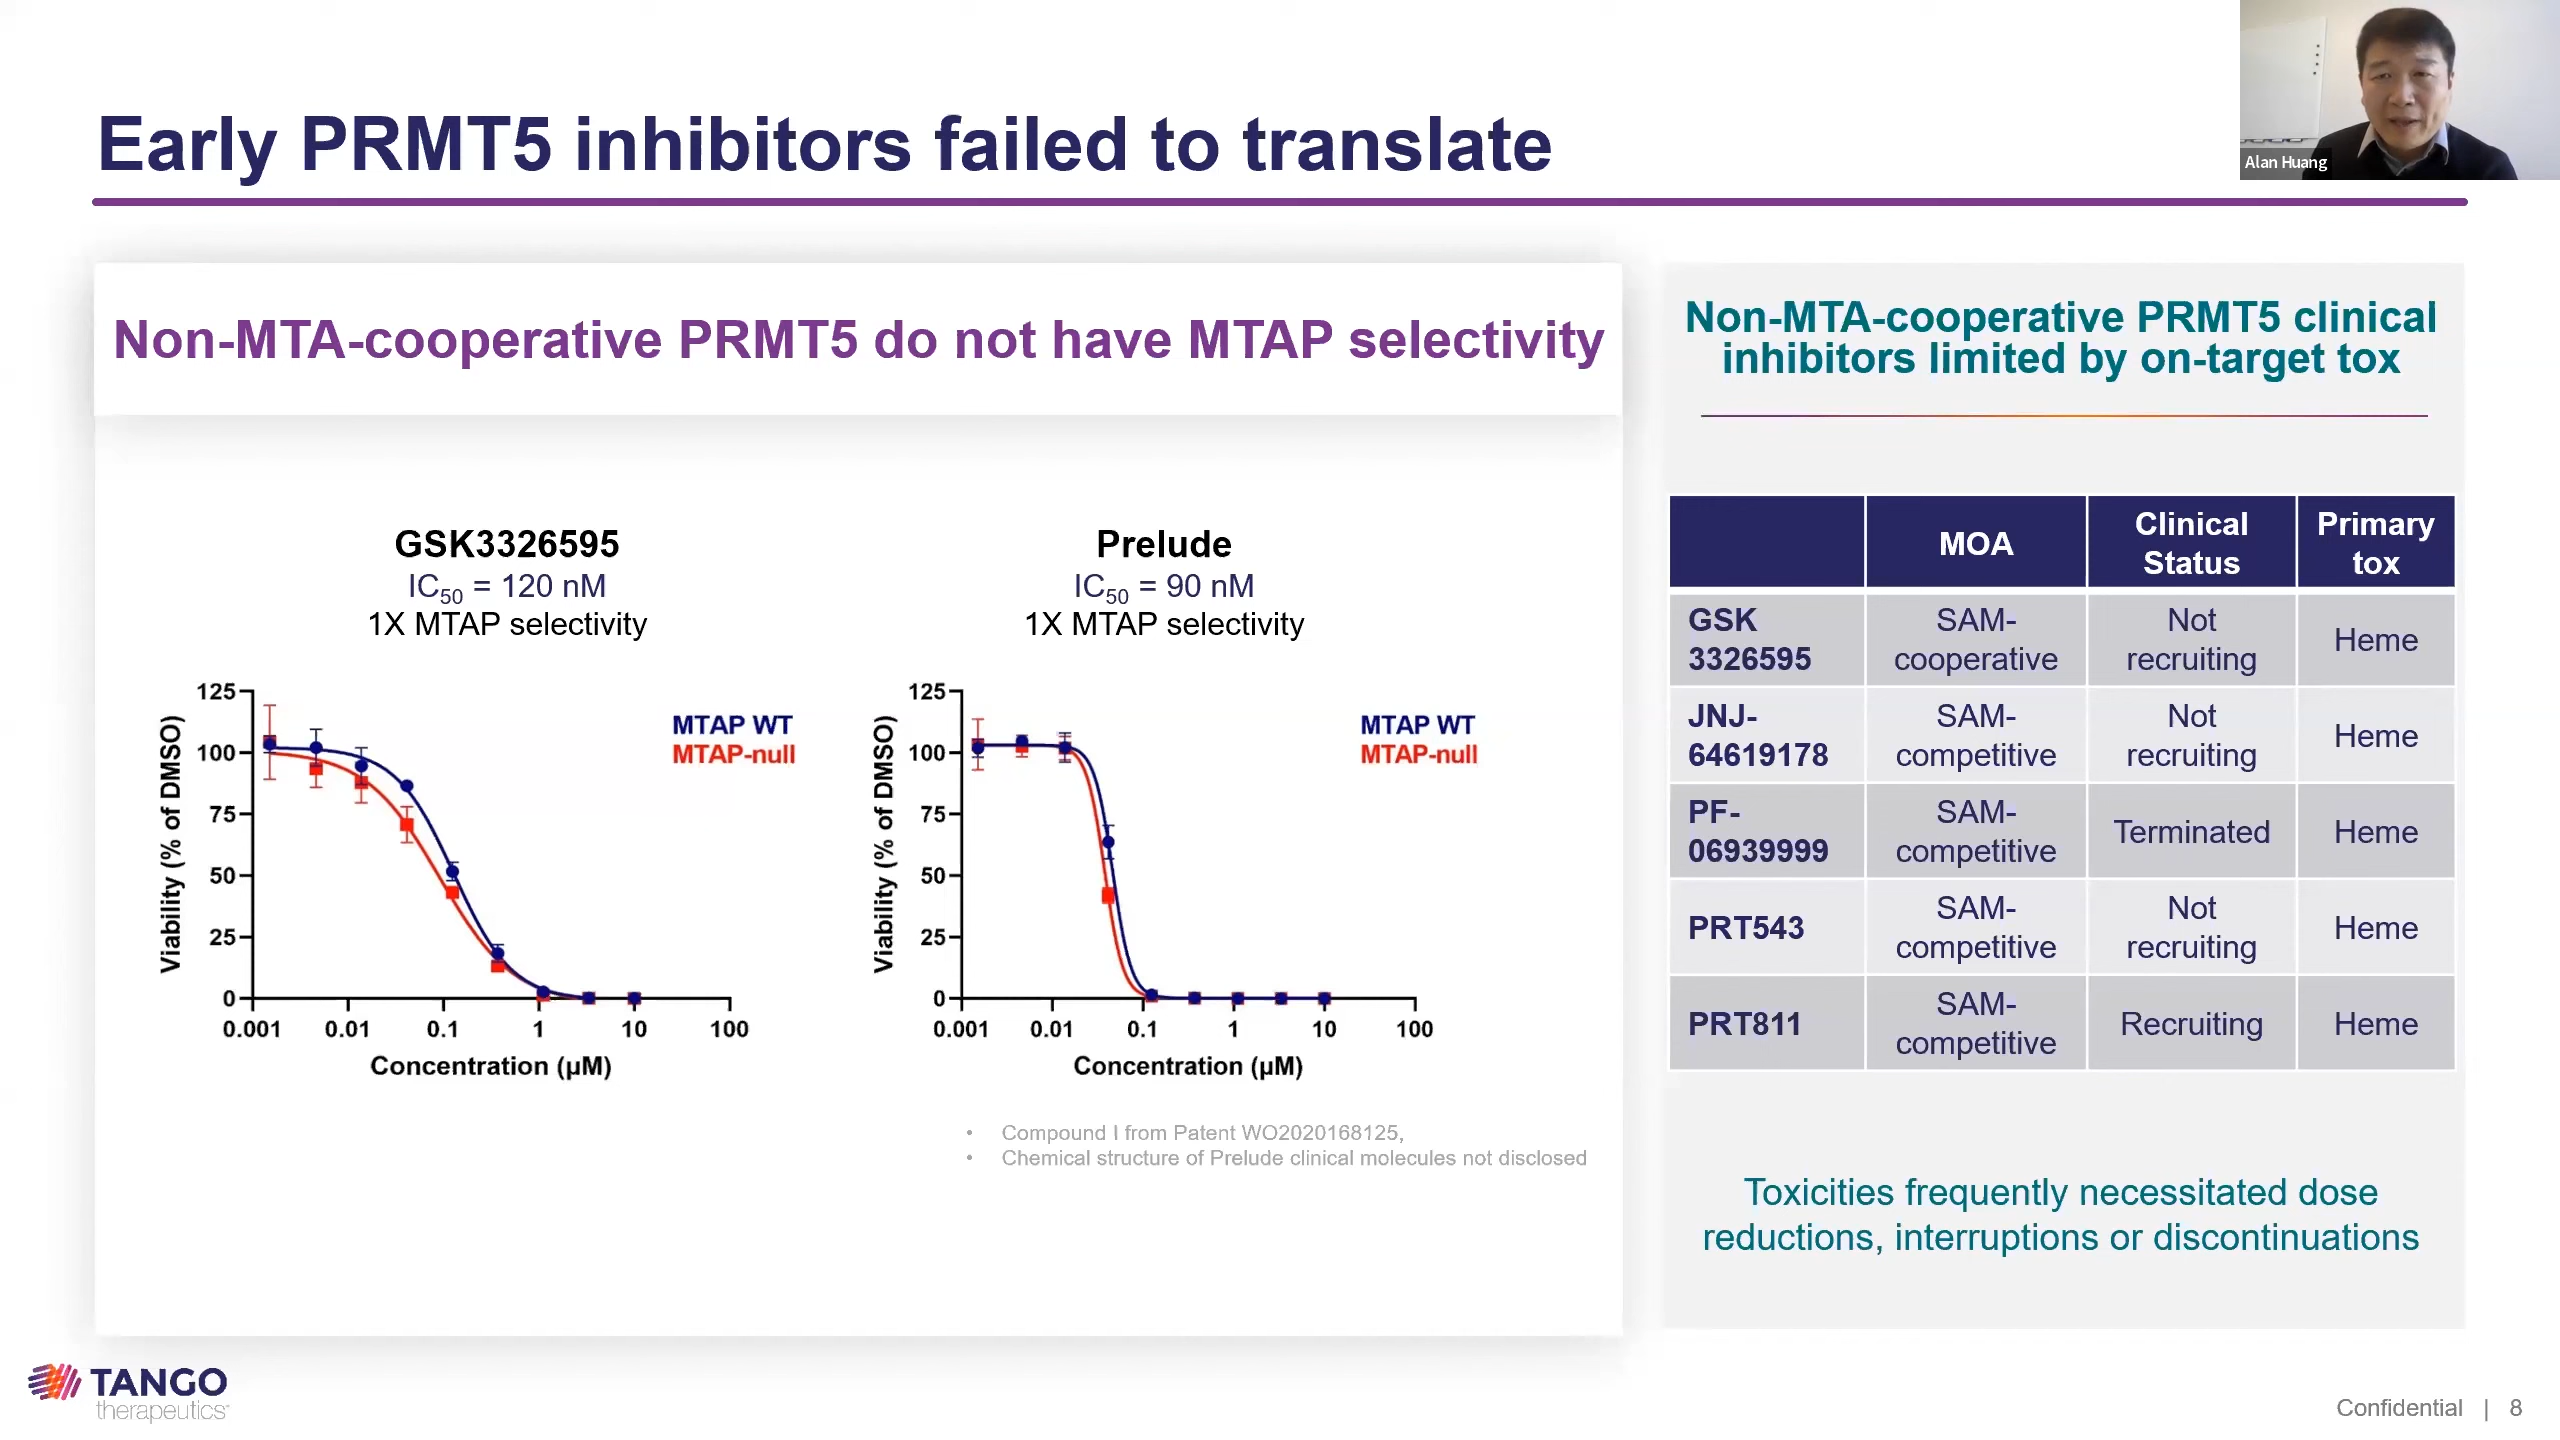 Alan Huang
Early PRMT5 inhibitors failed to translate
Non-MTA-cooperative PRMT5 do not have MTAP selectivity
GSK3326595
IC50 = 120 nM
1X MTAP selectivity
125
100
75
50
25
0
Viability (% of DMSO)
MTAP WT
MTAP-null
0.001 0.01 0.1 1 10 100
Concentration (μM)
Prelude
IC50 = 90 nM
1X MTAP selectivity
125
100
75
50
25
0
Viability (% of DMSO)
MTAP WT
MTAP-null
0.001 0.01 0.1 1 10 100
Concentration (μM)
• Compound I from Patent WO2020168125,
• Chemical structure of Prelude clinical molecules not disclosed
Non-MTA-cooperative PRMT5 clinical
inhibitors limited by on-target tox
MOA
Clinical
Status
Primary
tox
GSK
3326595
SAM-
cooperative
Not
recruiting
Heme
JNJ-
64619178
SAM-
competitive
Not
recruiting
Heme
PF-
06939999
SAM-
competitive
Terminated
Heme
PRT543
SAM-
competitive
Not
recruiting
Heme
PRT811
SAM-
competitive
Recruiting
Heme
Toxicities frequently necessitated dose
reductions, interruptions or discontinuations
TANGO
therapeutics
Confidential | 8